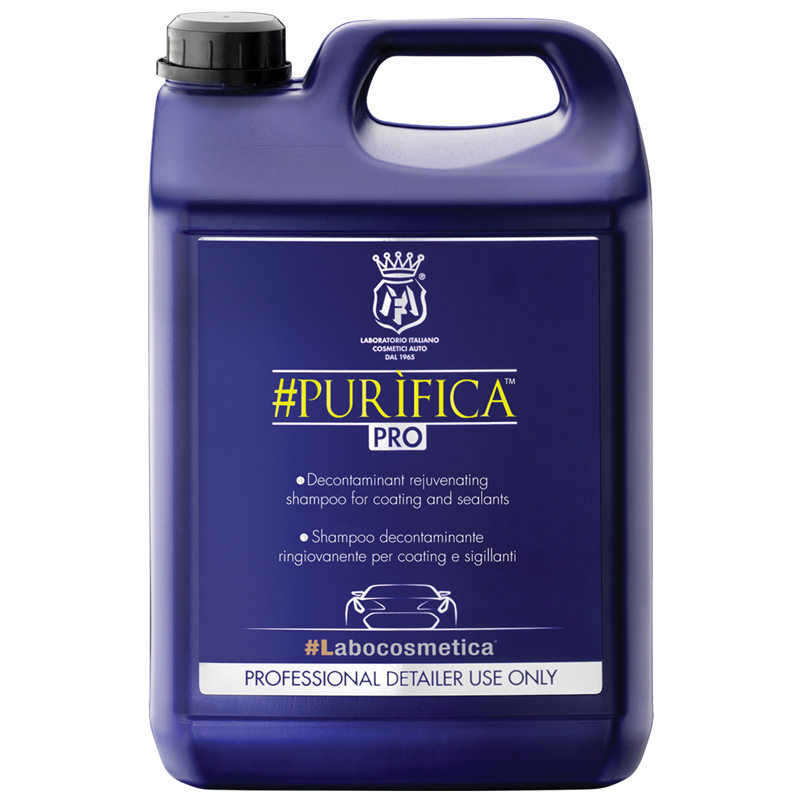 ®
LABORATORIO ITALIANO
COSMETICI AUTO
DAL 1965
#PURÌFICA™
PRO
●Decontaminant rejuvenating
shampoo for coating and sealants
●Shampoo decontaminante
ringiovanente per coating e sigillanti
#Labocosmetica®
PROFESSIONAL DETAILER USE ONLY